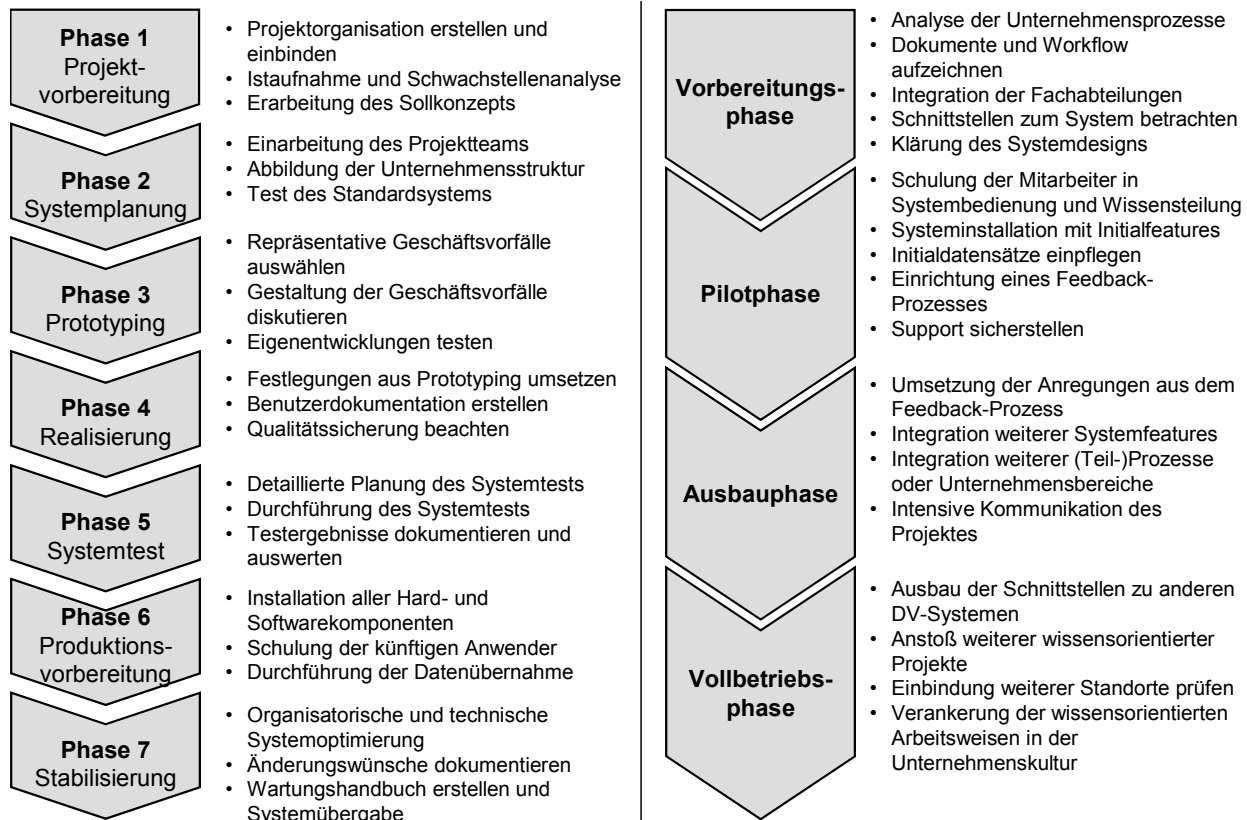 Phase 1
Projekt-
vorbereitung
• Projektorganisation erstellen und
einbinden
• Istaufnahme und Schwachstellenanalyse
• Erarbeitung des Sollkonzepts
Phase 2
Systemplanung
• Einarbeitung des Projektteams
• Abbildung der Unternehmensstruktur
• Test des Standardsystems
Phase 3
Prototyping
• Repräsentative Geschäftsvorfälle
auswählen
• Gestaltung der Geschäftsvorfälle
diskutieren
• Eigenentwicklungen testen
Phase 4
Realisierung
• Festlegungen aus Prototyping umsetzen
• Benutzerdokumentation erstellen
• Qualitätssicherung beachten
Phase 5
Systemtest
• Detaillierte Planung des Systemtests
• Durchführung des Systemtests
• Testergebnisse dokumentieren und
auswerten
Phase 6
Produktions-
vorbereitung
• Installation aller Hard- und
Softwarekomponenten
• Schulung der künftigen Anwender
• Durchführung der Datenübernahme
Phase 7
Stabilisierung
• Organisatorische und technische
Systemoptimierung
• Änderungswünsche dokumentieren
• Wartungshandbuch erstellen und
Systemübergabe
Vorbereitungs-
phase
• Analyse der Unternehmensprozesse
• Dokumente und Workflow
aufzeichnen
• Integration der Fachabteilungen
• Schnittstellen zum System betrachten
• Klärung des Systemdesigns
Pilotphase
• Schulung der Mitarbeiter in
Systembedienung und Wissensteilung
• Systeminstallation mit Initialfeatures
• Initialdatensätze einpflegen
• Einrichtung eines Feedback-
Prozesses
• Support sicherstellen
Ausbauphase
• Umsetzung der Anregungen aus dem
Feedback-Prozess
• Integration weiterer Systemfeatures
• Integration weiterer (Teil-)Prozesse
oder Unternehmensbereiche
• Intensive Kommunikation des
Projektes
Vollbetriebs-
phase
• Ausbau der Schnittstellen zu anderen
DV-Systemen
• Anstoß weiterer wissensorientierter
Projekte
• Einbindung weiterer Standorte prüfen
• Verankerung der wissensorientierten
Arbeitsweisen in der
Unternehmenskultur